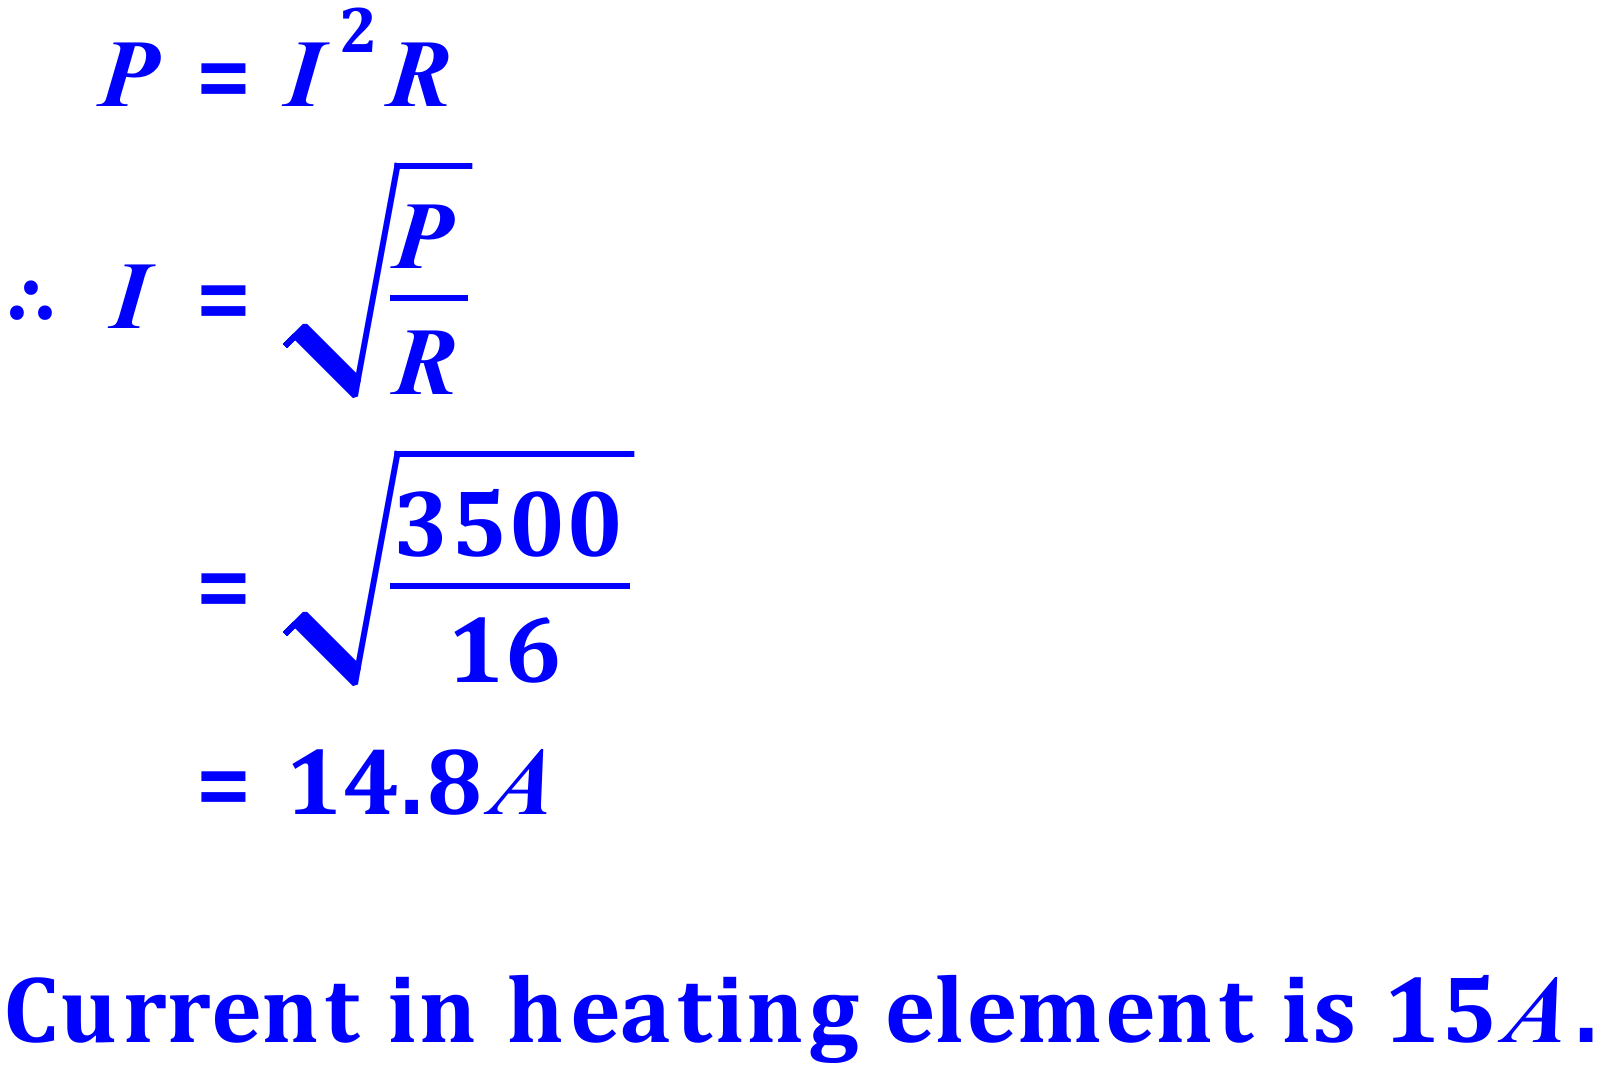 P = I²R
∴ I = √(P/R)
= √(3500/16)
= 14.8A
Current in heating element is 15A.